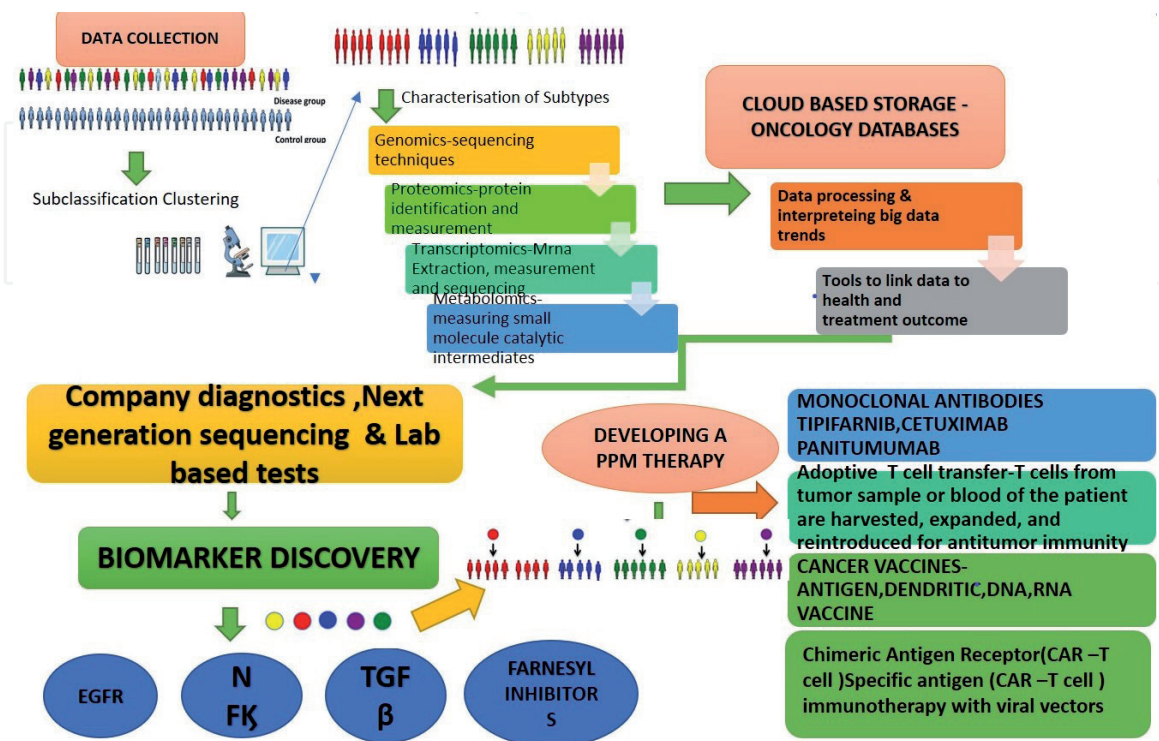 DATA COLLECTION
Disease group
Control group
Subclassification Clustering
Characterisation of Subtypes
Genomics-sequencing
techniques
Proteomics-protein
identification and
measurement
Transcriptomics-Mrna
Extraction, measurement
and sequencing
Metabolomics-
measuring small
molecule catalytic
intermediates
CLOUD BASED STORAGE -
ONCOLOGY DATABASES
Data processing &
interpreteing big data
trends
Tools to link data to
health and
treatment outcome
Company diagnostics ,Next
generation sequencing & Lab
based tests
BIOMARKER DISCOVERY
EGFR
N
FҜ
TGF
β
FARNESYL
INHIBITOR
S
DEVELOPING A
PPM THERAPY
MONOCLONAL ANTIBODIES
TIPIFARNIB,CETUXIMAB
PANITUMUMAB
Adoptive T cell transfer-T cells from
tumor sample or blood of the patient
are harvested, expanded, and
reintroduced for antitumor immunity
CANCER VACCINES-
ANTIGEN,DENDRITIC,DNA,RNA
VACCINE
Chimeric Antigen Receptor(CAR –T
cell )Specific antigen (CAR –T cell )
immunotherapy with viral vectors